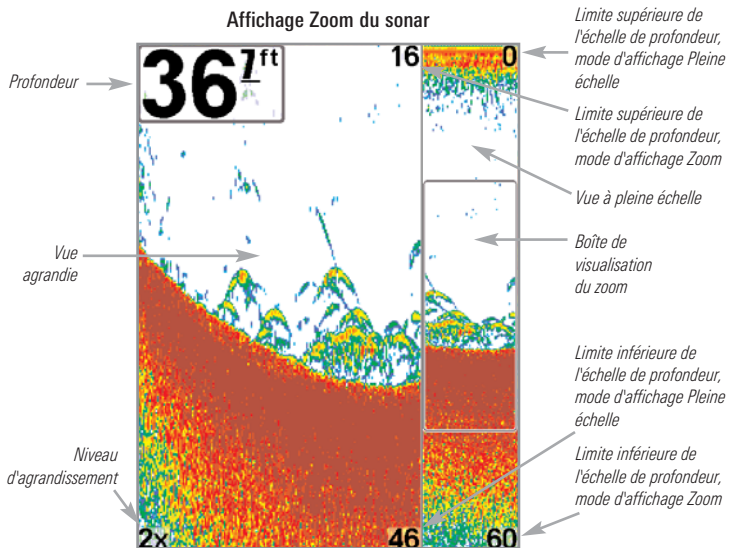 Affichage Zoom du sonar
Profondeur
367 ft
16
0
Limite supérieure de
l'échelle de profondeur,
mode d'affichage Pleine
échelle
Limite supérieure de
l'échelle de profondeur,
mode d'affichage Zoom
Vue à pleine échelle
Vue
agrandie
Boîte de
visualisation
du zoom
Limite inférieure de
l'échelle de profondeur,
mode d'affichage Pleine
échelle
Niveau
d'agrandissement
Limite inférieure de
l'échelle de profondeur,
mode d'affichage Zoom
2x
46
60